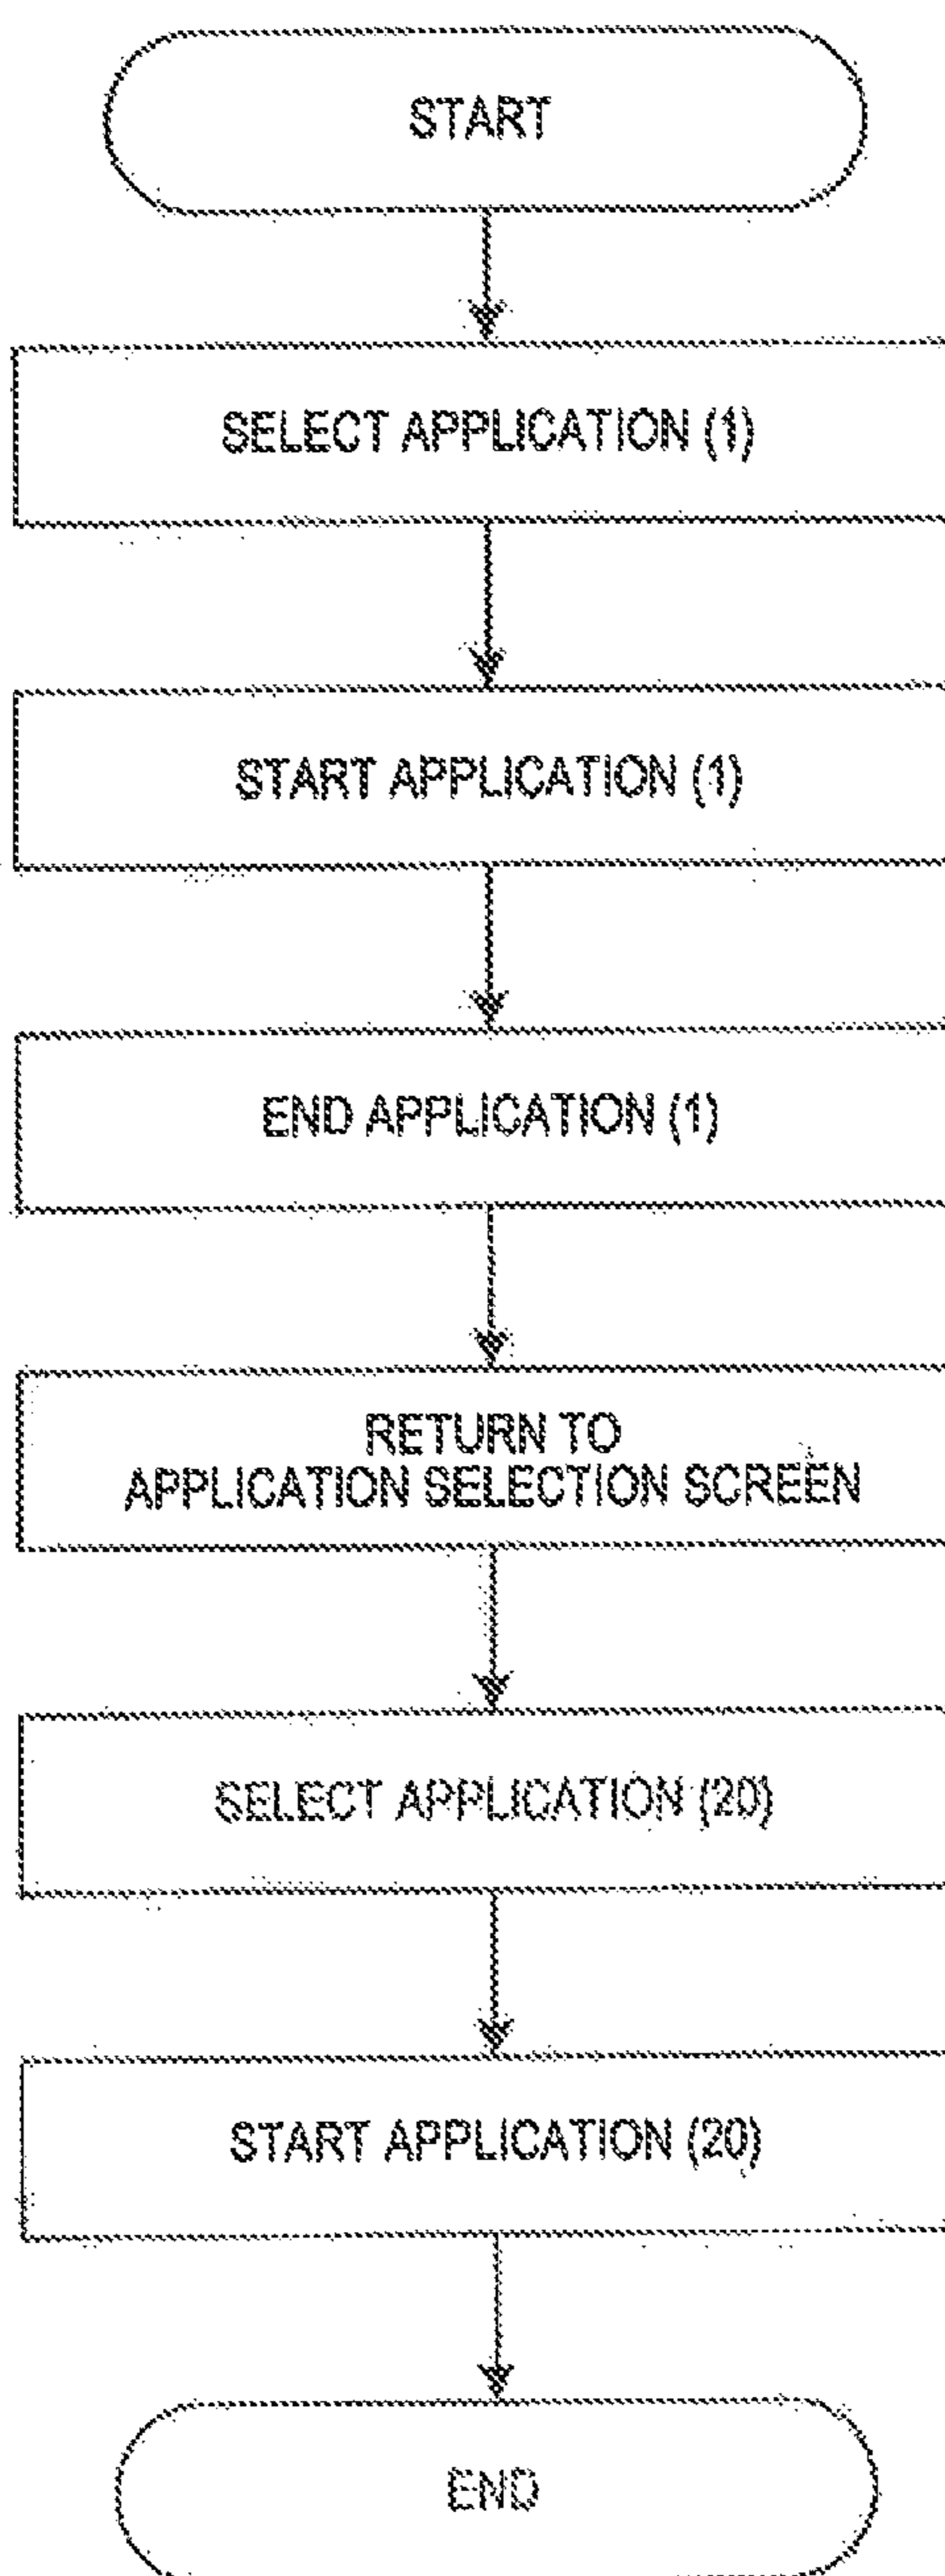 START
SELECT APPLICATION (1)
START APPLICATION (1)
END APPLICATION (1)
RETURN TO
APPLICATION SELECTION SCREEN
SELECT APPLICATION (20)
START APPLICATION (20)
END